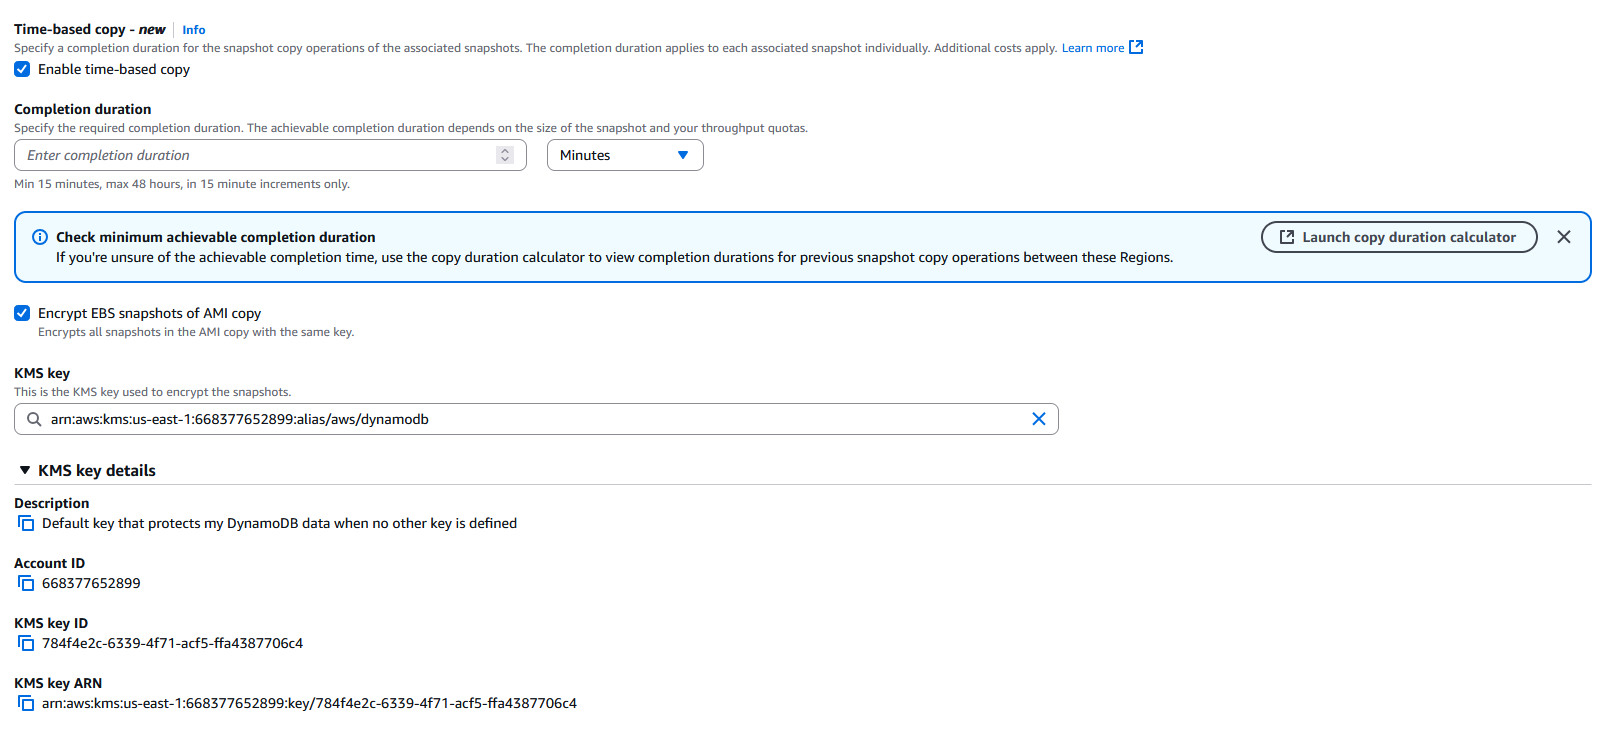 Time-based copy - new Info
Specify a completion duration for the snapshot copy operations of the associated snapshots. The completion duration applies to each associated snapshot individually. Additional costs apply. Learn more
Enable time-based copy
Completion duration
Specify the required completion duration. The achievable completion duration depends on the size of the snapshot and your throughput quotas.
Enter completion duration Minutes
Min 15 minutes, max 48 hours, in 15 minute increments only.
Check minimum achievable completion duration Launch copy duration calculator
If you're unsure of the achievable completion time, use the copy duration calculator to view completion durations for previous snapshot copy operations between these Regions.
Encrypt EBS snapshots of AMI copy
Encrypts all snapshots in the AMI copy with the same key.
KMS key
This is the KMS key used to encrypt the snapshots.
arn:aws:kms:us-east-1:668377652899:alias/aws/dynamodb
KMS key details
Description
Default key that protects my DynamoDB data when no other key is defined
Account ID
668377652899
KMS key ID
784f4e2c-6339-4f71-acf5-ffa4387706c4
KMS key ARN
arn:aws:kms:us-east-1:668377652899:key/784f4e2c-6339-4f71-acf5-ffa4387706c4